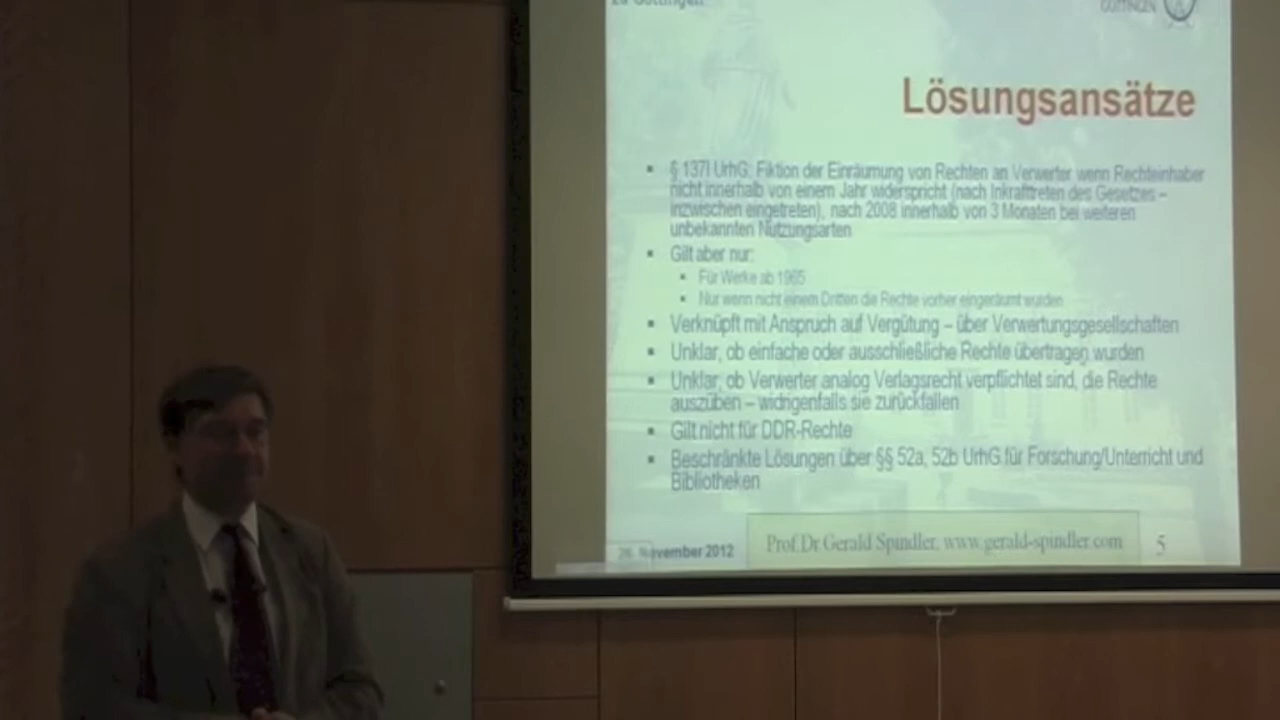 zu Göttingen
GÖTTINGEN
Lösungsansätze
§ 137l UrhG: Fiktion der Einräumung von Rechten an Verwerter wenn Rechteinhaber
nicht innerhalb von einem Jahr widerspricht (nach Inkrafttreten des Gesetzes –
inzwischen eingetreten), nach 2008 innerhalb von 3 Monaten bei weiteren
unbekannten Nutzungsarten
Gilt aber nur:
Für Werke ab 1965
Nur wenn nicht einem Dritten die Rechte vorher eingeräumt wurden
Verknüpft mit Anspruch auf Vergütung – über Verwertungsgesellschaften
Unklar, ob einfache oder ausschließliche Rechte übertragen wurden
Unklar, ob Verwerter analog Verlagsrecht verpflichtet sind, die Rechte
auszüben – widrigenfalls sie zurückfallen
Gilt nicht für DDR-Rechte
Beschränkte Lösungen über §§ 52a, 52b UrhG für Forschung/Unterricht und
Bibliotheken
26. November 2012
Prof.Dr Gerald Spindler, www.gerald-spindler.com
5